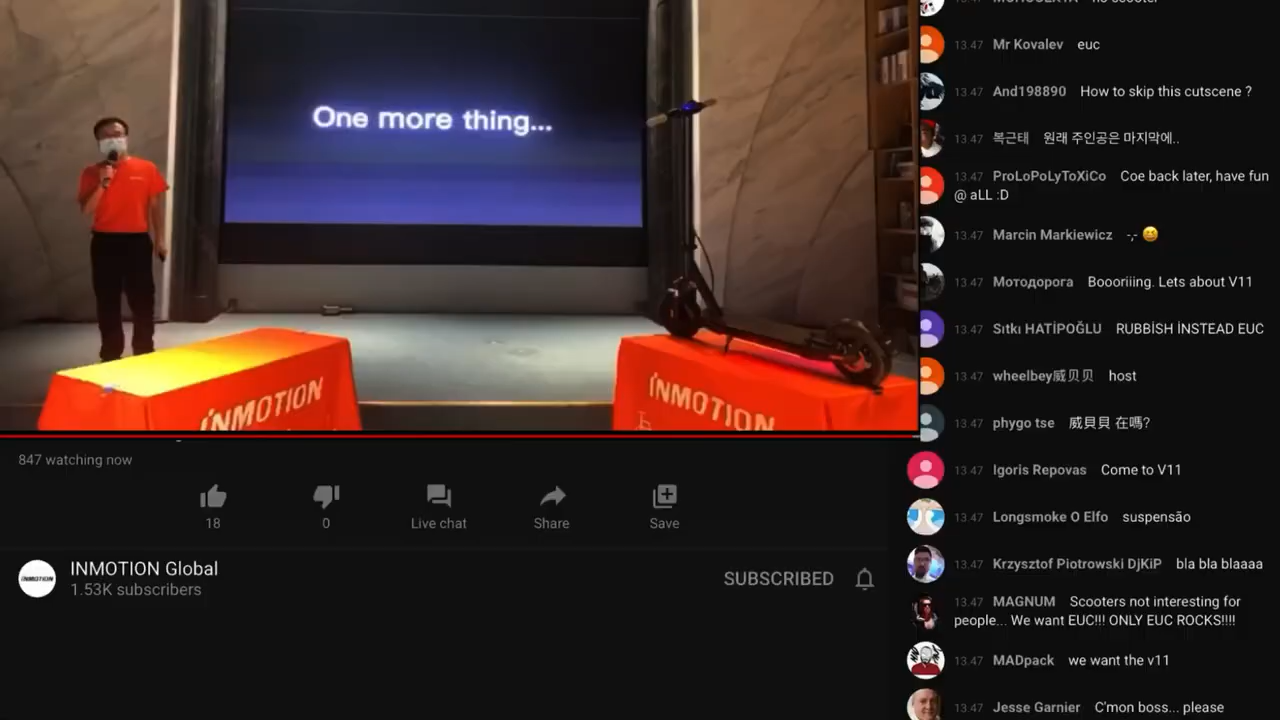 One more thing...
INMOTION
INMOTION
847 watching now
18
0
Live chat
Share
Save
INMOTION
INMOTION Global
1.53K subscribers
SUBSCRIBED
13.47 Mr Kovalev euc
13.47 And198890 How to skip this cutscene ?
13.47 복근테 원래 주인공은 마지막에..
13.47 ProLoPoLyToXiCo Coe back later, have fun
@ aLL :D
13.47 Marcin Markiewicz -,- 😆
13.47 Мотодорога Boooriiing. Lets about V11
13.47 Sıtkı HATİPOĞLU RUBBİSH İNSTEAD EUC
13.47 wheelbey威贝贝 host
13.47 phygo tse 威貝貝 在嗎?
13.47 Igoris Repovas Come to V11
13.47 Longsmoke O Elfo suspensão
13.47 Krzysztof Piotrowski DjKiP bla bla blaaaa
13.47 MAGNUM Scooters not interesting for
people... We want EUC!!! ONLY EUC ROCKS!!!!
13.47 MADpack we want the v11
13.47 Jesse Garnier C'mon boss... please